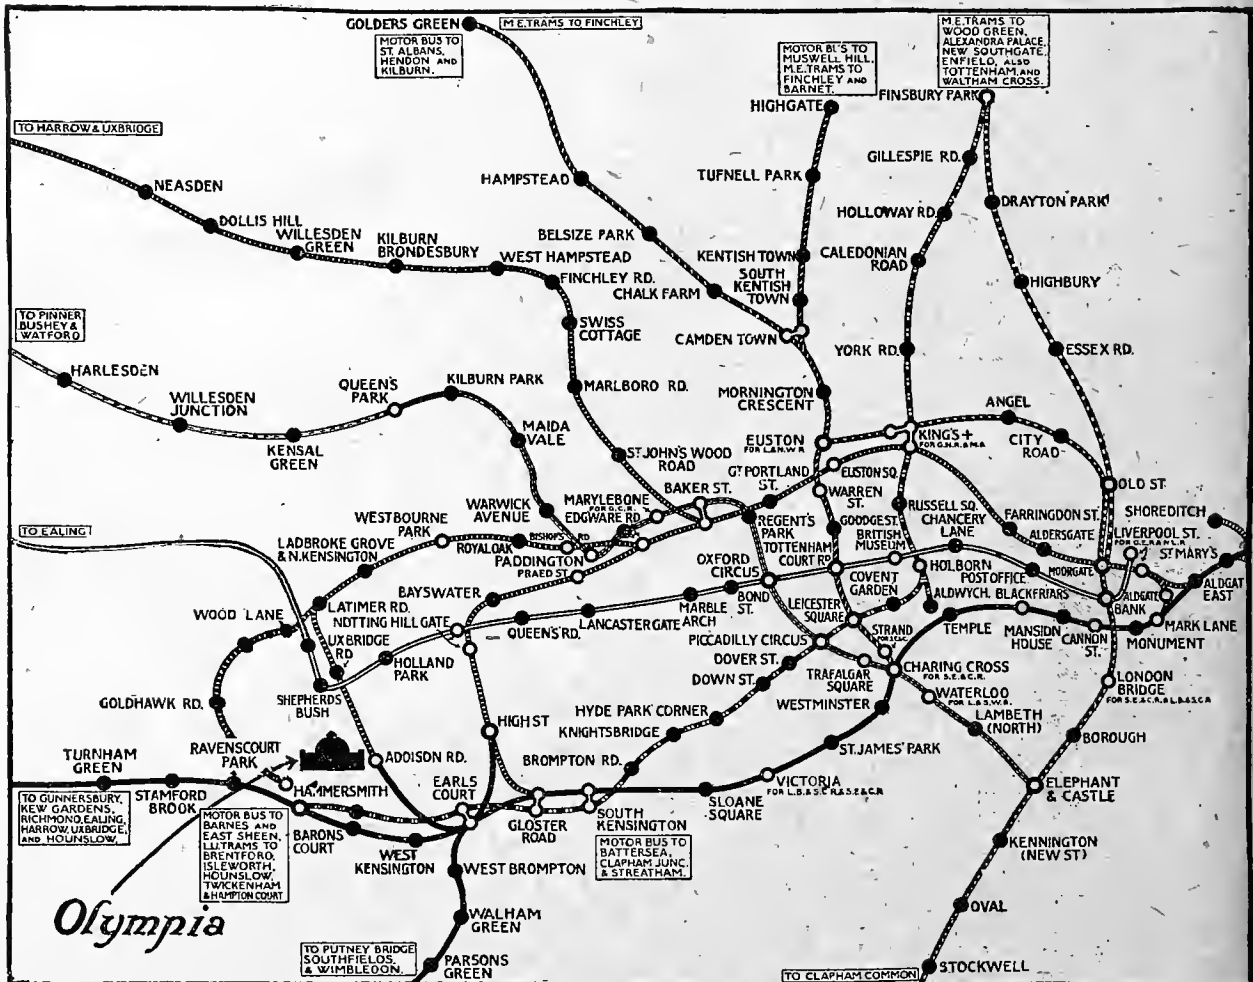 GOLDERS GREEN
M.E.TRAMS TO FINCHLEY
MOTOR BUS TO
ST. ALBANS,
HENDON AND
KILBURN.
MOTOR BUS TO
MUSWELL HILL,
M.E.TRAMS TO
FINCHLEY AND
BARNET.
M.E.TRAMS TO
WOOD GREEN,
ALEXANDRA PALACE,
NEW SOUTHGATE,
ENFIELD, ALSO
TOTTENHAM, AND
WALTHAM CROSS.
HIGHGATE
FINSBURY PARK
TO HARROW & UXBRIDGE
NEASDEN
DOLLIS HILL
WILLESDEN
GREEN
KILBURN
BRONDESBURY
WEST HAMPSTEAD
FINCHLEY RD.
HAMPSTEAD
BELSIZE PARK
CHALK FARM
TUFNELL PARK
KENTISH TOWN
SOUTH
KENTISH
TOWN
CAMDEN TOWN
GILLESPIE RD.
HOLLOWAY RD.
CALEDONIAN
ROAD
YORK RD.
DRAYTON PARK
HIGHBURY
ESSEX RD.
TO PINNER
BUSHEY &
WATFORD
HARLESDEN
WILLESDEN
JUNCTION
KENSAL
GREEN
QUEEN'S
PARK
KILBURN PARK
MAIDA
VALE
SWISS
COTTAGE
MARLBORO RD.
ST JOHN'S WOOD
ROAD
MORNINGTON
CRESCENT
EUSTON
FOR L.& N.W.R
ANGEL
CITY
ROAD
KING'S +
FOR G.N.R. & M.R.
EUSTON SQ.
GT PORTLAND
ST.
WARREN
ST.
OLD ST
SHOREDITCH
TO EALING
WESTBOURNE
PARK
WARWICK
AVENUE
MARYLEBONE
FOR G.C.R.
EDGWARE RD
BAKER ST.
LADBROKE GROVE
& N.KENSINGTON
ROYAL OAK
BISHOP'S RD
PADDINGTON
PRAED ST
REGENT'S
PARK
GOODGE ST.
TOTTENHAM
COURT RD
BRITISH
MUSEUM
RUSSELL SQ.
CHANCERY
LANE
FARRINGDON ST.
ALDERSGATE
MOORGATE
LIVERPOOL ST.
FOR G.E.R & N.L.R
ST MARY'S
WOOD LANE
LATIMER RD.
NOTTING HILL GATE
UXBRIDGE
RD
BAYSWATER
QUEEN'S RD.
LANCASTER GATE
MARBLE
ARCH
BOND
ST.
OXFORD
CIRCUS
LEICESTER
SQUARE
COVENT
GARDEN
HOLBORN
POST OFFICE
ALDWYCH.
BLACKFRIARS
BANK
ALDGATE
ALDGAT
EAST
MARK LANE
MONUMENT
CANNON
ST.
MANSION
HOUSE
TEMPLE
STRAND
FOR S.E.& C.
GOLDHAWK RD.
SHEPHERDS
BUSH
HOLLAND
PARK
HIGH ST
PICCADILLY CIRCUS
DOVER ST.
DOWN ST.
HYDE PARK CORNER
KNIGHTSBRIDGE
BROMPTON RD.
TRAFALGAR
SQUARE
CHARING CROSS
FOR S.E.& C.R.
WESTMINSTER
WATERLOO
FOR L.& S.W.R.
LAMBETH
(NORTH)
ST. JAMES' PARK
LONDON
BRIDGE
FOR S.E.& C.R.& L.B.& S.C.R
BOROUGH
ELEPHANT
& CASTLE
TURNHAM
GREEN
STAMFORD
BROOK
RAVENSCOURT
PARK
HAMMERSMITH
ADDISON RD.
EARLS
COURT
BARONS
COURT
WEST
KENSINGTON
GLOSTER
ROAD
SOUTH
KENSINGTON
SLOANE
SQUARE
VICTORIA
FOR L.B.& S.C.R & S.E.& C.R
TO GUNNERSBURY,
KEW GARDENS,
RICHMOND, EALING,
HARROW, UXBRIDGE,
AND HOUNSLOW,
MOTOR BUS TO
BARNES AND
EAST SHEEN,
L.U.TRAMS TO
BRENTFORD,
ISLEWORTH,
HOUNSLOW,
TWICKENHAM
& HAMPTON COURT
MOTOR BUS TO
BATTERSEA,
CLAPHAM JUNC.
& STREATHAM.
Olympia
WEST BROMPTON
WALHAM
GREEN
PARSONS
GREEN
TO PUTNEY BRIDGE
SOUTHFIELDS,
& WIMBLEDON.
KENNINGTON
(NEW ST)
OVAL
STOCKWELL
TO CLAPHAM COMMON